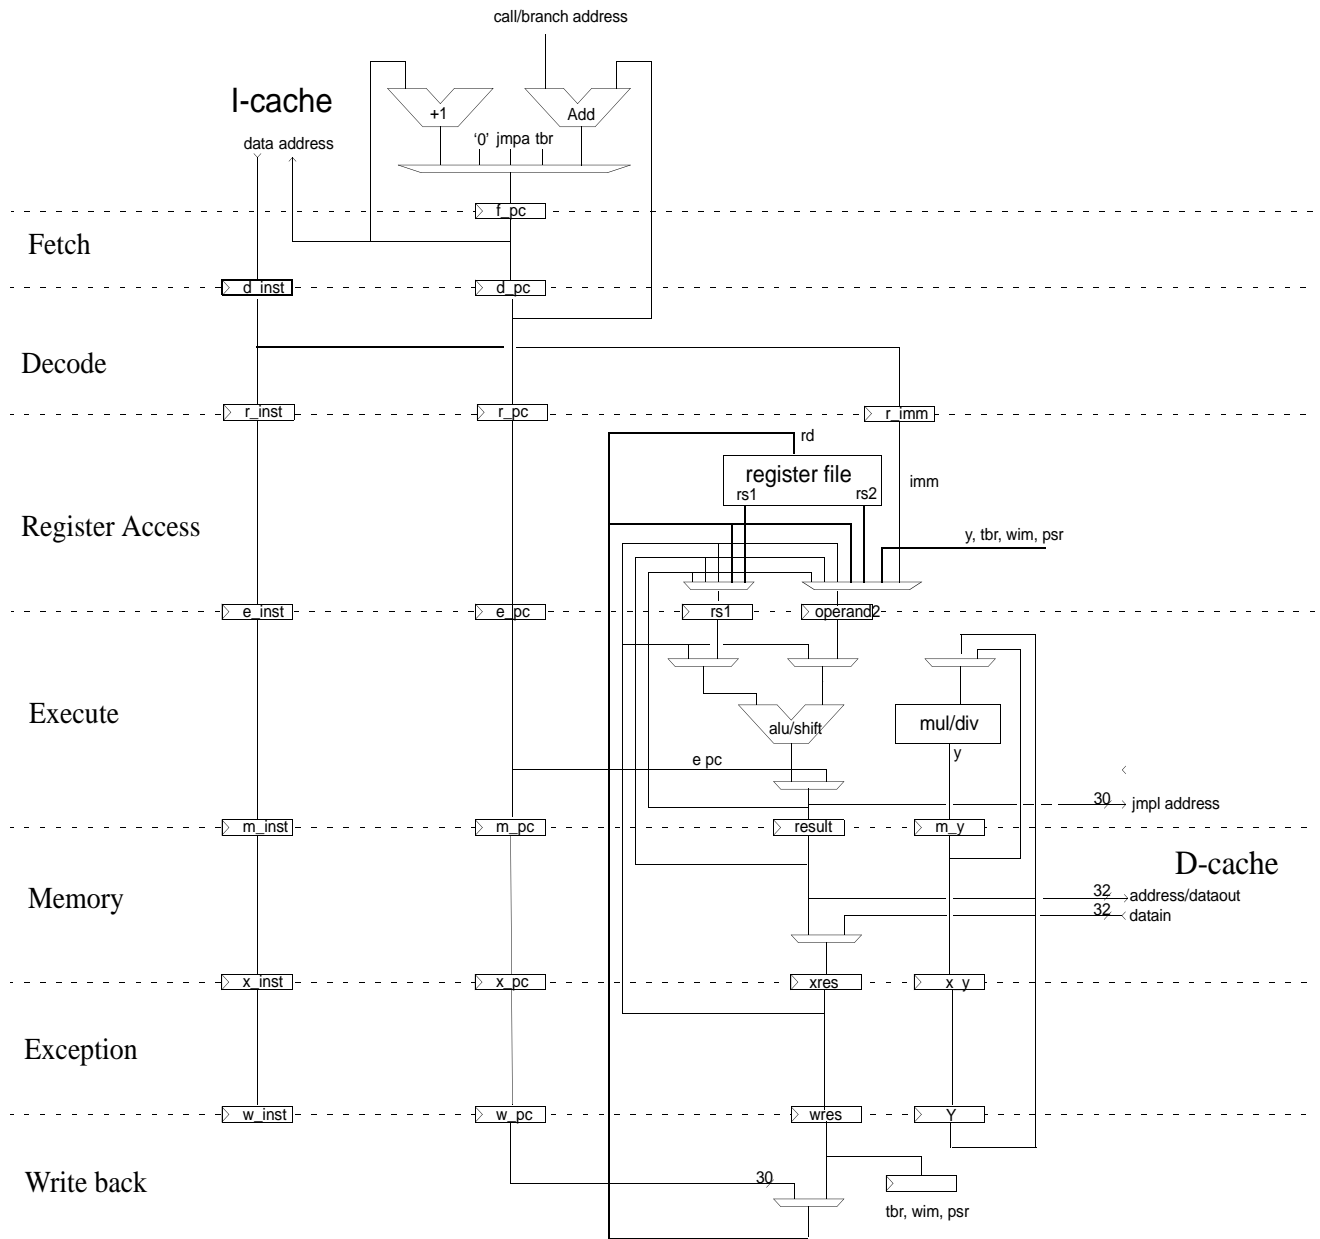 call/branch address
I-cache
+1
Add
data address
‘0’ jmpa tbr
f_pc
Fetch
d_inst
d_pc
Decode
r_inst
r_pc
r_imm
rd
register file
rs1
rs2
imm
Register Access
y, tbr, wim, psr
e_inst
e_pc
rs1
operand2
Execute
alu/shift
mul/div
y
e pc
30
jmpl address
m_inst
m_pc
result
m_y
D-cache
Memory
32
address/dataout
32
datain
x_inst
x_pc
xres
x_y
Exception
w_inst
w_pc
wres
Y
Write back
30
tbr, wim, psr